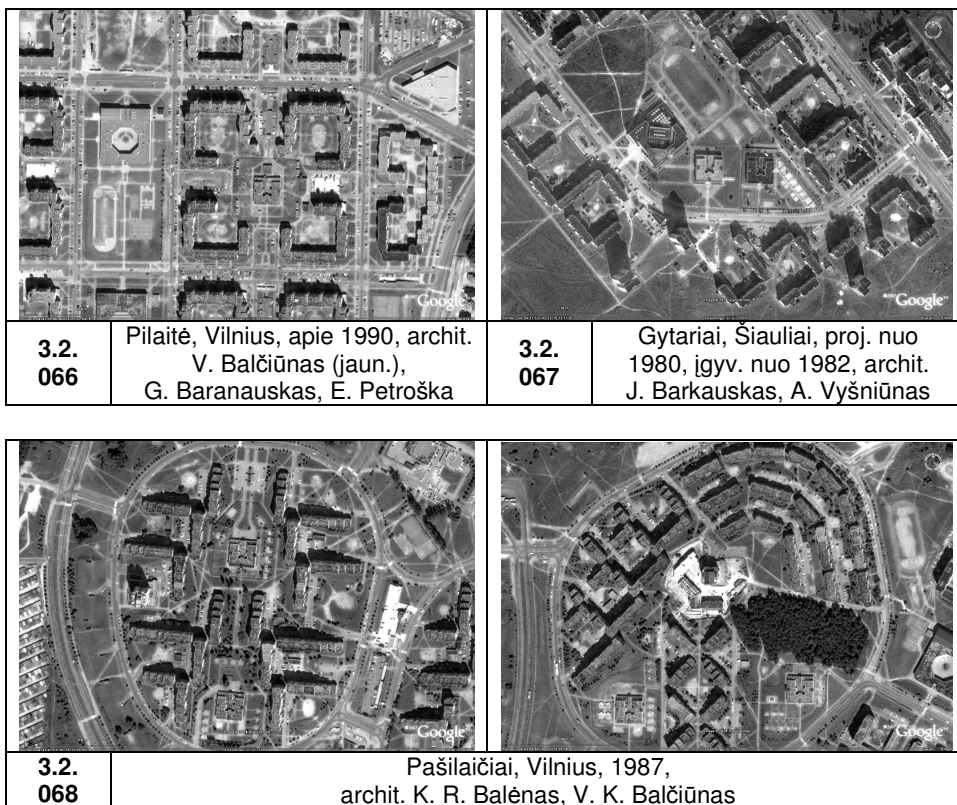 Google
Google
3.2.
066
Pilaitė, Vilnius, apie 1990, archit.
V. Balčiūnas (jaun.),
G. Baranauskas, E. Petroška
3.2.
067
Gytariai, Šiauliai, proj. nuo
1980, įgyv. nuo 1982, archit.
J. Barkauskas, A. Vyšniūnas
Google
Google
3.2.
068
Pašilaičiai, Vilnius, 1987,
archit. K. R. Balėnas, V. K. Balčiūnas